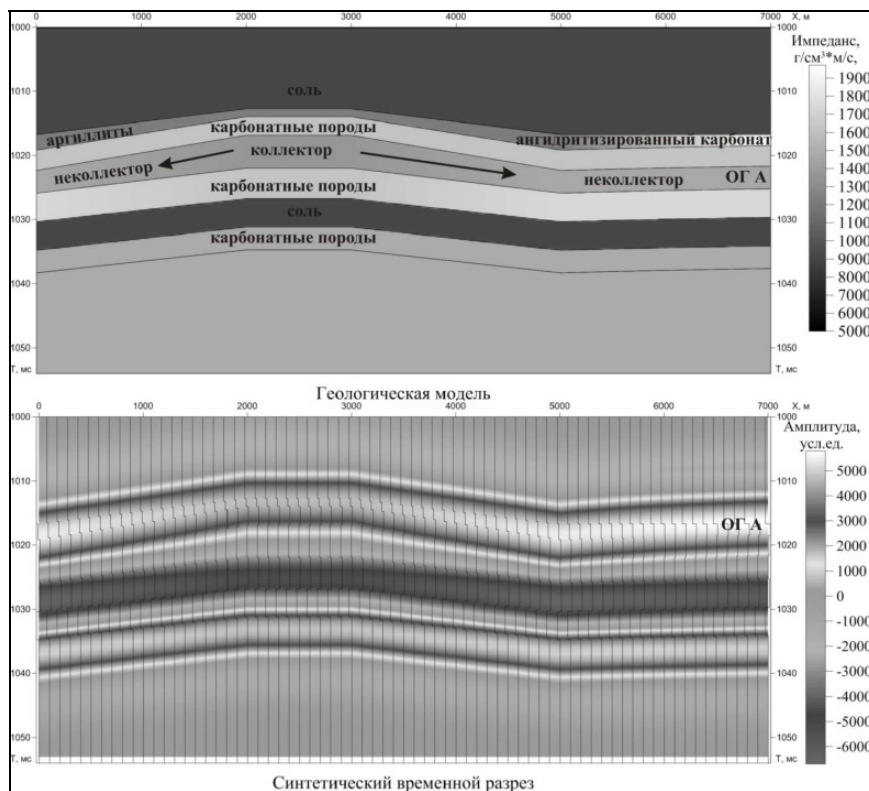 0 1000 2000 3000 4000 5000 6000 X, м 7000
1000 1000
1010 1010
1020 1020
1030 1030
1040 1040
1050 1050
Т, мс Т, мс
соль
аргиллиты карбонатные породы ангидритизированный карбонат
неколлектор коллектор неколлектор ОГ А
карбонатные породы
соль
карбонатные породы
Импеданс,
г/см³*м/с,
1900
1800
1700
1600
1500
1400
1300
1200
1100
1000
9000
8000
7000
6000
5000
Геологическая модель
0 1000 2000 3000 4000 5000 6000 X, м 7000
1000 1000
1010 1010
ОГ А
1020 1020
1030 1030
1040 1040
1050 1050
Т, мс Т, мс
Амплитуда,
усл.ед.
5000
4000
3000
2000
1000
0
-1000
-2000
-3000
-4000
-5000
-6000
Синтетический временной разрез